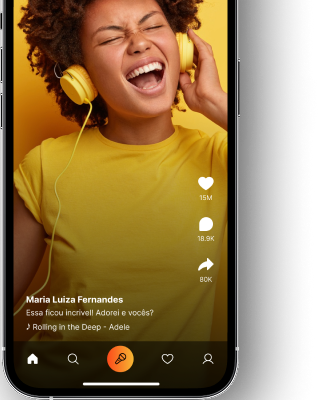 15M
18.9K
80K
Maria Luiza Fernandes
Essa ficou incrível! Adorei e vocês?
Rolling in the Deep - Adele